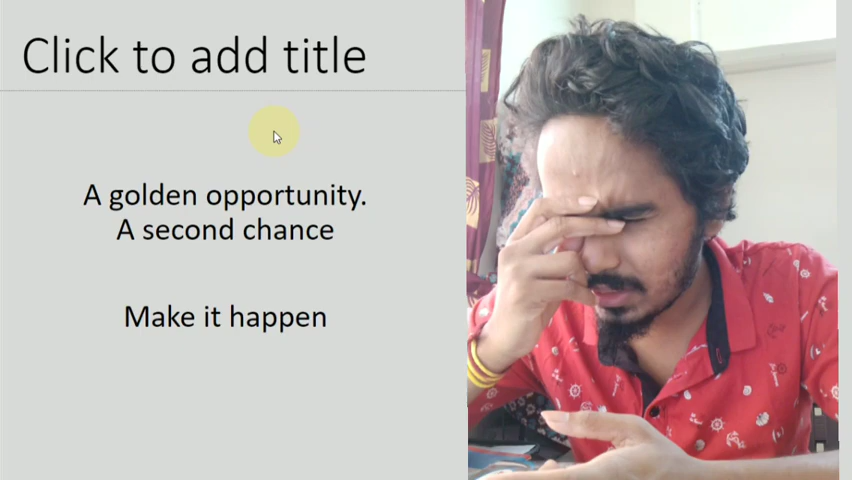 Click to add title
A golden opportunity.
A second chance
Make it happen